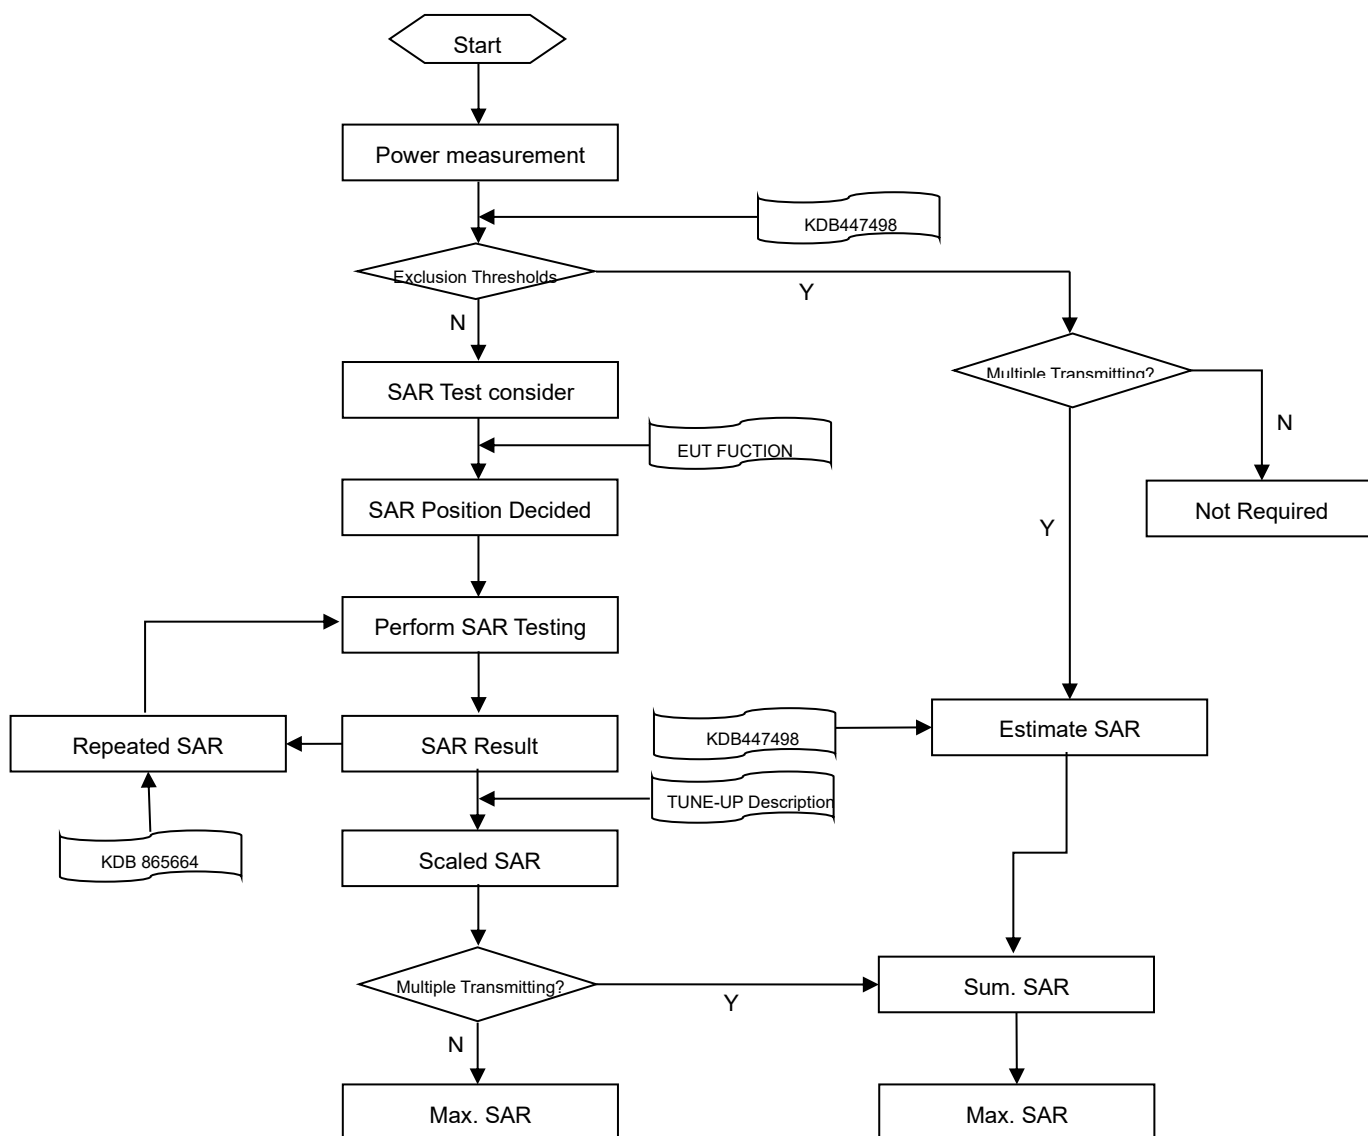 Start
Power measurement
KDB447498
Exclusion Thresholds
Y
N
Multiple Transmitting?
SAR Test consider
N
EUT FUCTION
SAR Position Decided
Not Required
Y
Perform SAR Testing
Repeated SAR
SAR Result
KDB447498
Estimate SAR
TUNE-UP Description
KDB 865664
Scaled SAR
Multiple Transmitting?
Y
Sum. SAR
N
Max. SAR
Max. SAR